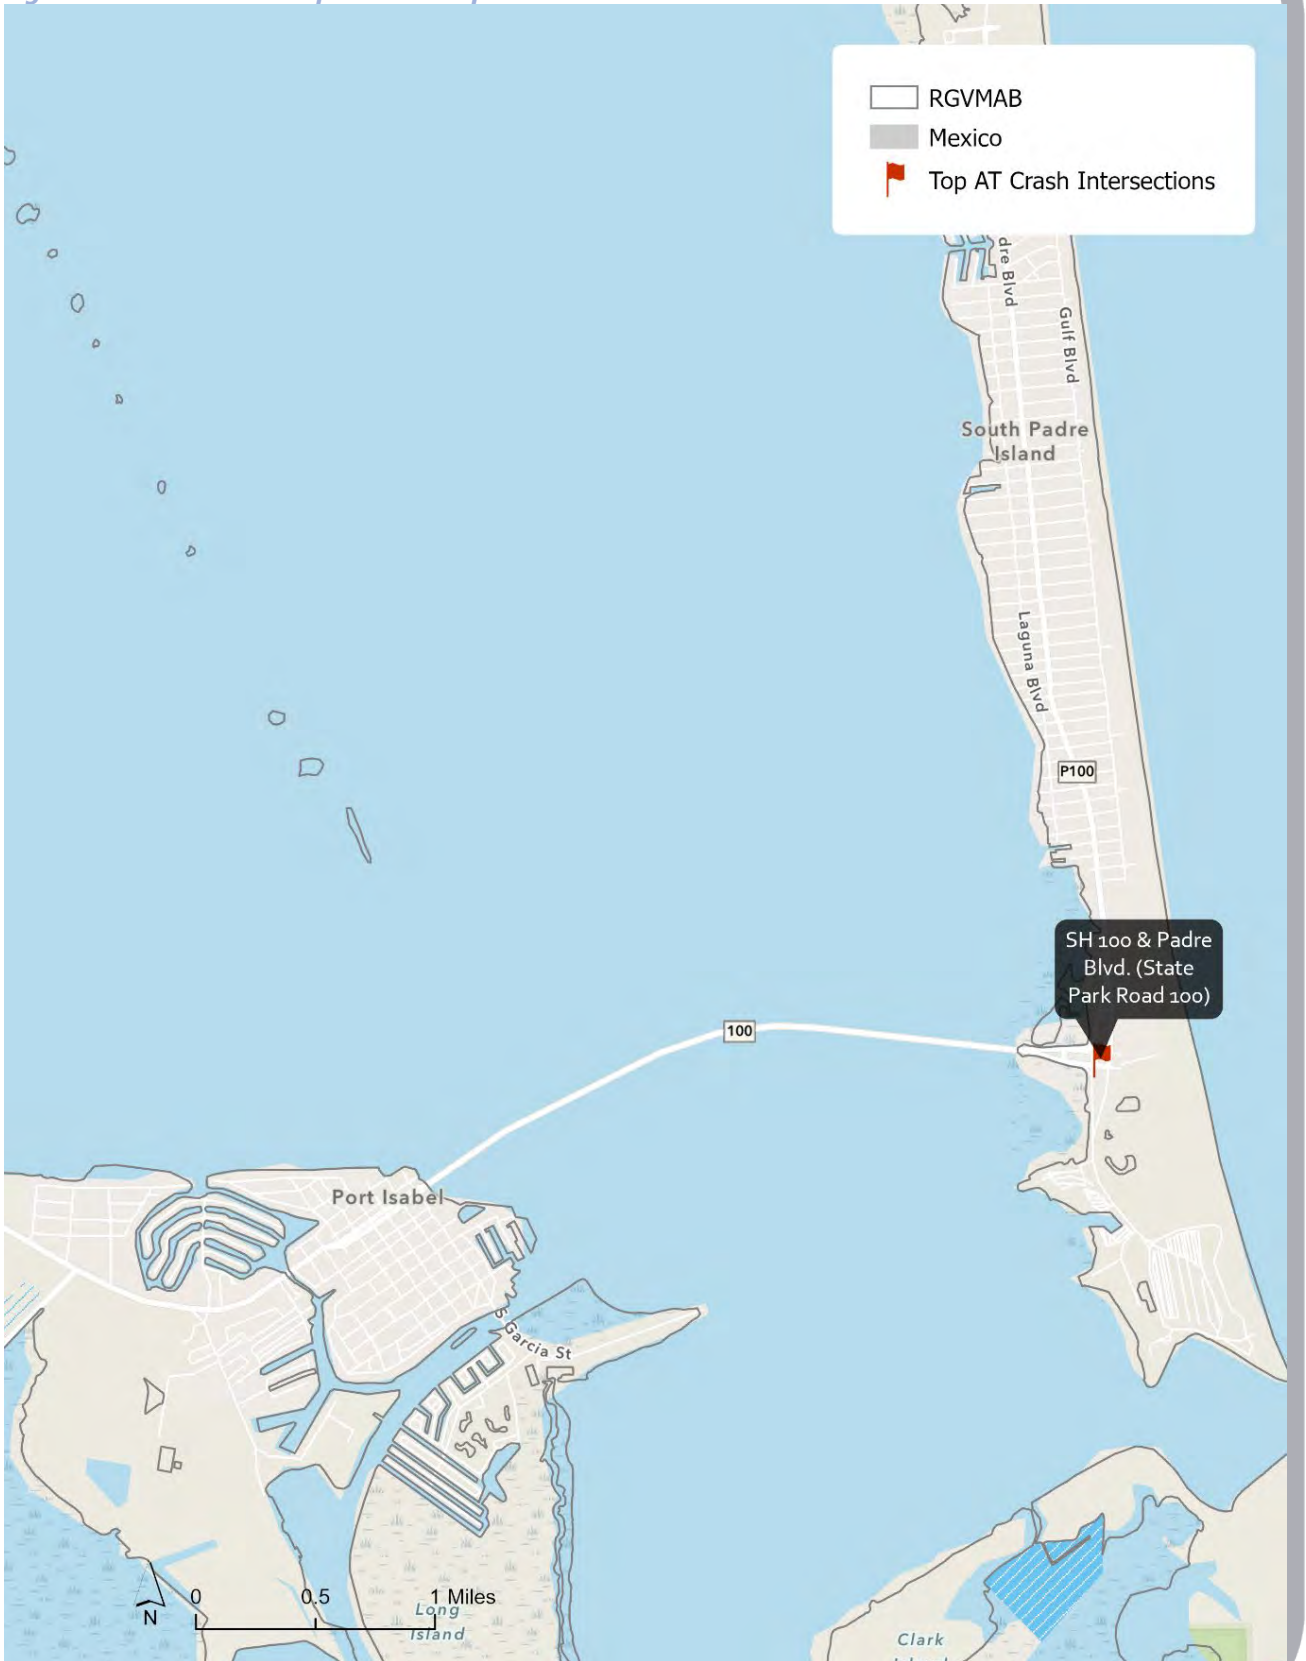 RGVMAB
Mexico
Top AT Crash Intersections
dre Blvd
Gulf Blvd
South Padre
Island
Laguna Blvd
P100
SH 100 & Padre
Blvd. (State
Park Road 100)
100
Port Isabel
S Garcia St
0 0.5 1 Miles
N
Long
Island
Clark